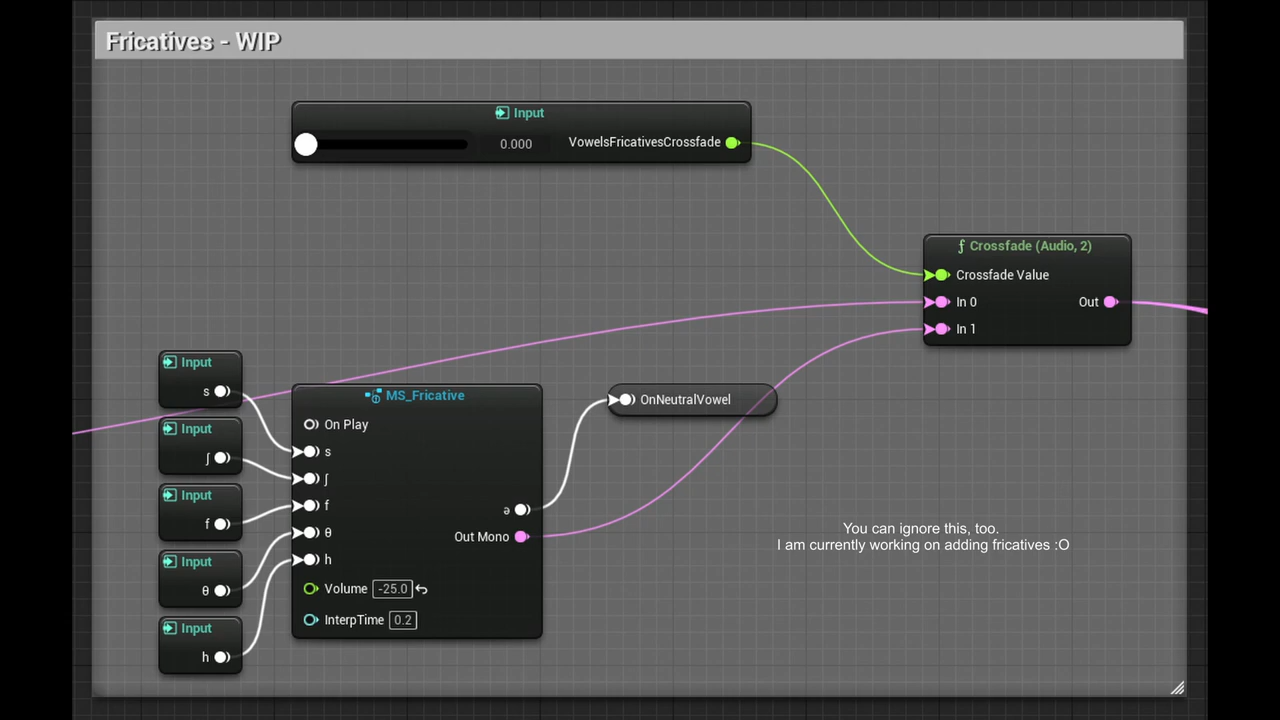 Fricatives - WIP
Input
0.000 VowelsFricativesCrossfade
Crossfade (Audio, 2)
Crossfade Value
In 0 Out
In 1
Input
s
Input
ʃ
Input
f
Input
θ
Input
h
MS_Fricative
On Play
s
ʃ
f
ə
θ
Out Mono
h
Volume -25.0
InterpTime 0.2
OnNeutralVowel
You can ignore this, too.
I am currently working on adding fricatives :O